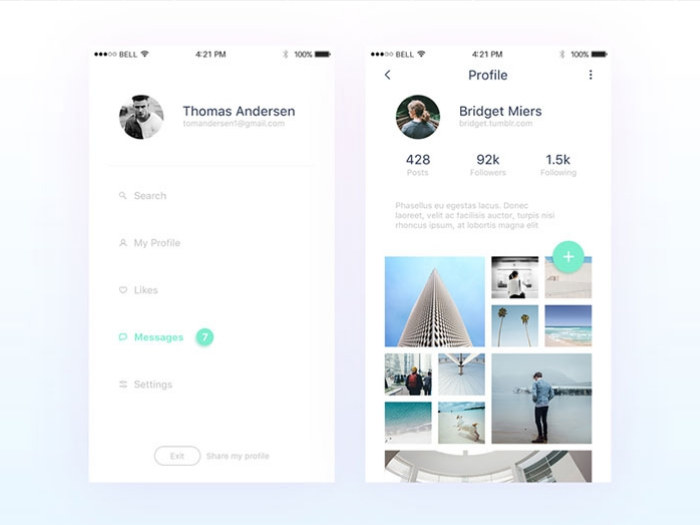 BELL
4:21 PM
100%
Thomas Andersen
tomandersen1@gmail.com
Search
My Profile
Likes
Messages 7
Settings
Exit
Share my profile
BELL
4:21 PM
100%
Profile
Bridget Miers
bridget.tumblr.com
428 92k 1.5k
Posts Followers Following
Phasellus eu egestas lacus. Donec
laoreet, velit ac facilisis auctor, turpis nisi
rhoncus ipsum, at lobortis magna elit